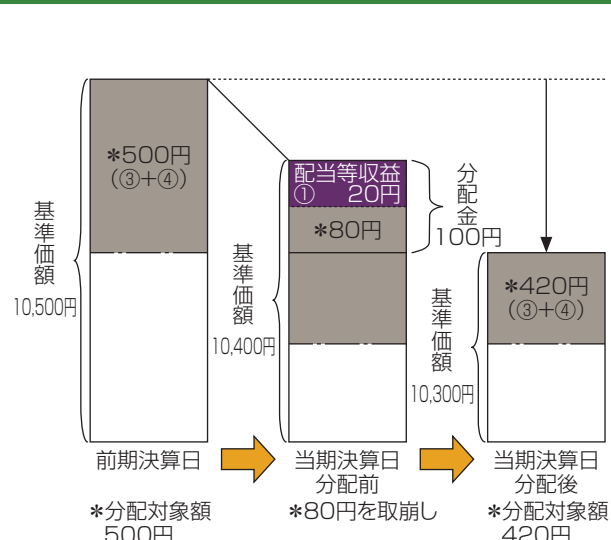 *500円
(③+④)
基準価額
10,500円
前期決算日
*分配対象額
500円
配当等収益
① 20円
*80円
分配金
100円
基準価額
10,400円
当期決算日
分配前
*80円を取崩し
*420円
(③+④)
基準価額
10,300円
当期決算日
分配後
*分配対象額
420円